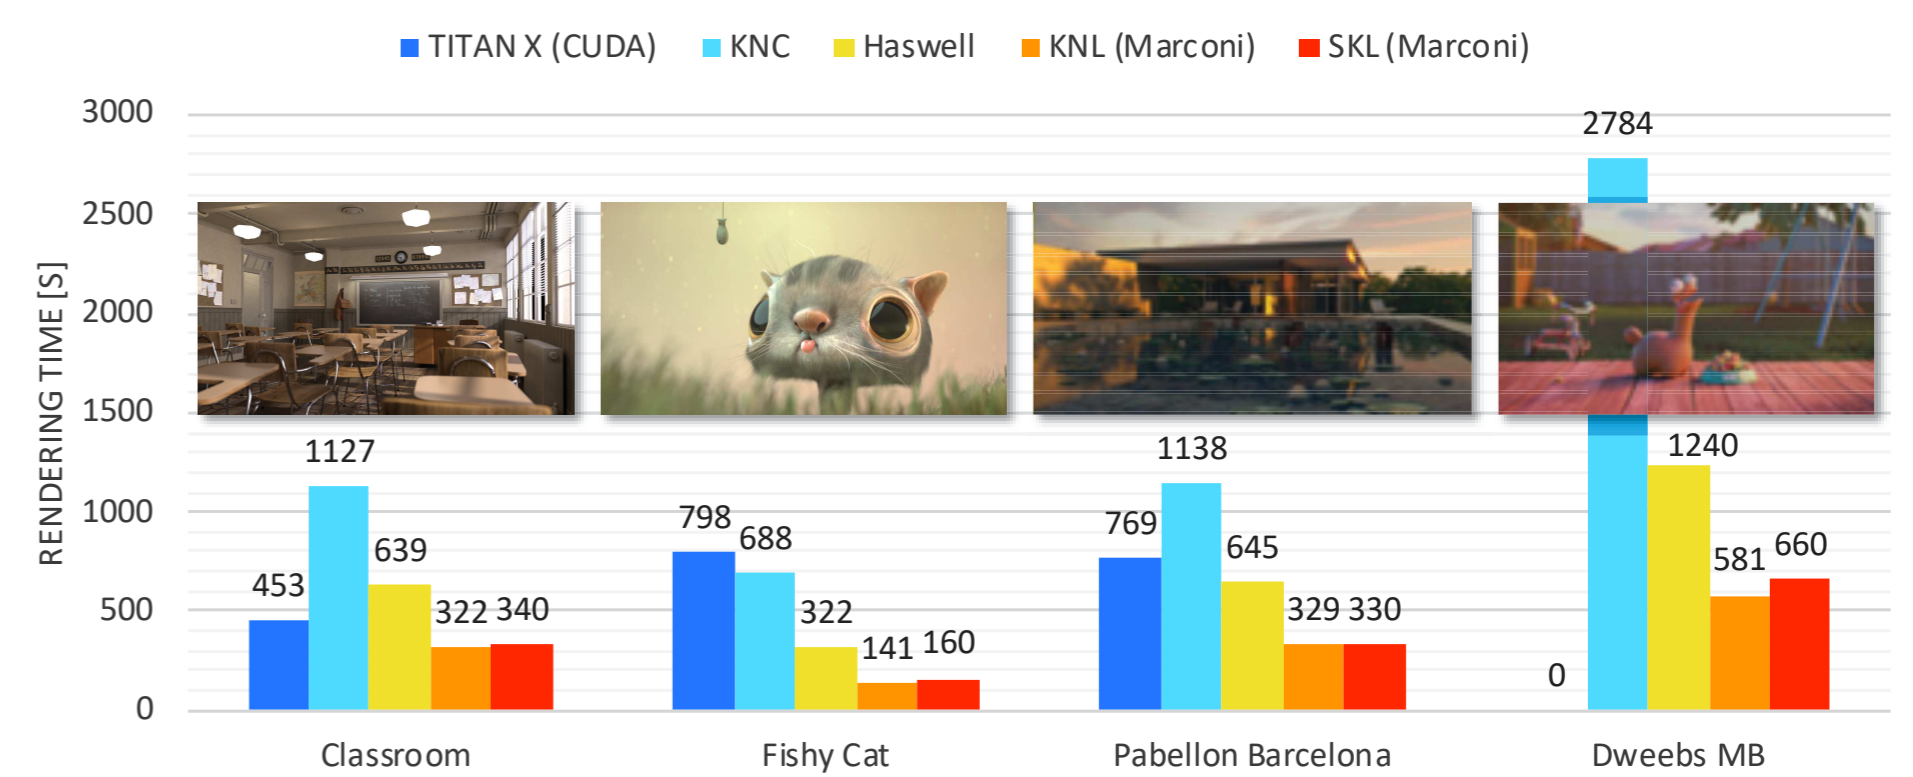 TITAN X (CUDA) KNC Haswell KNL (Marconi) SKL (Marconi)
RENDERING TIME [S]
3000
2500
2000
1500
1000
500
0
453 1127 639 322 340
798 688 322 141 160
769 1138 645 329 330
0 2784 1240 581 660
Classroom Fishy Cat Pabellon Barcelona Dweebs MB